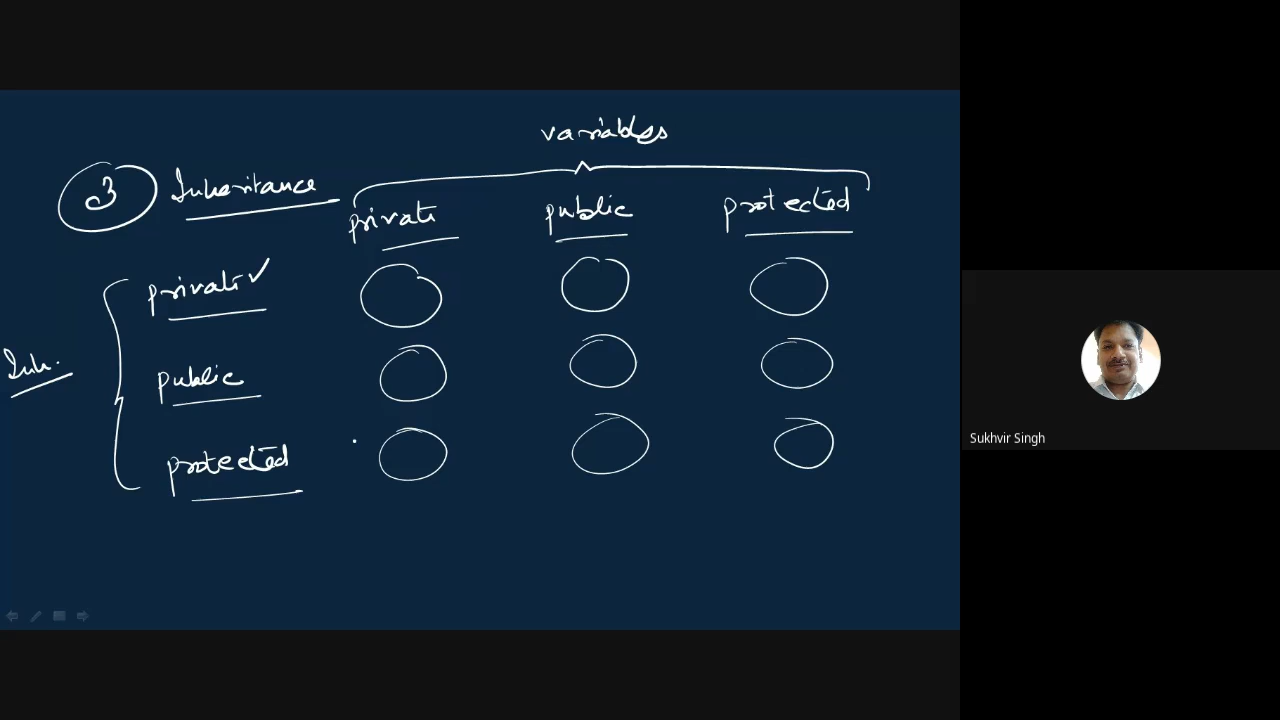 variables
3 Inheritance
private public protected
private ✓
Inh.
public
protected
Sukhvir Singh